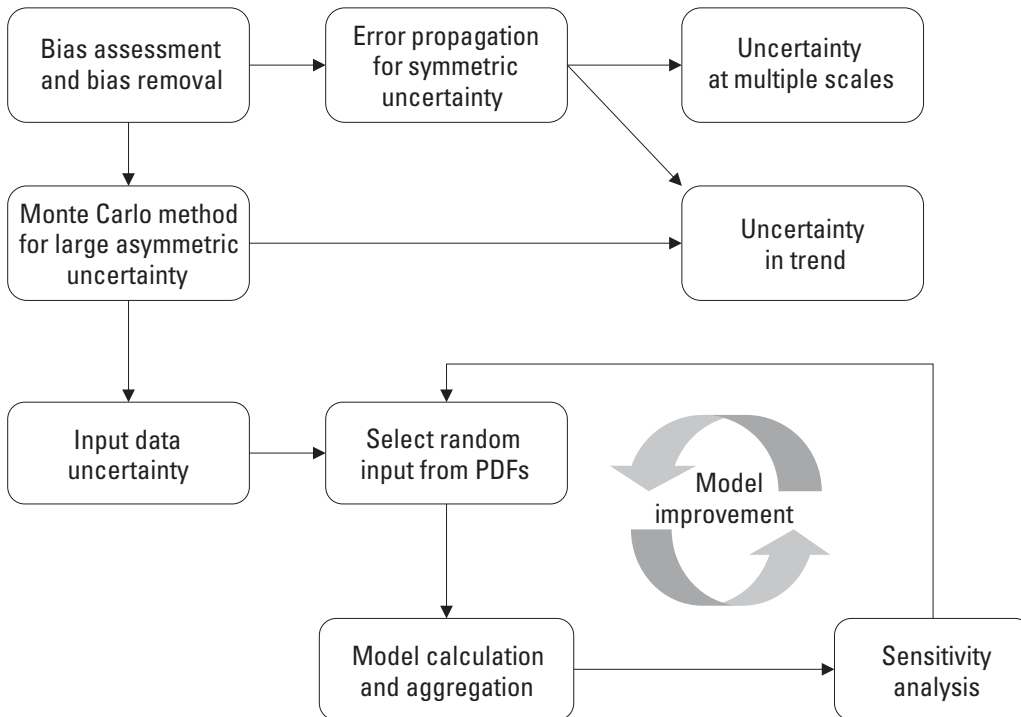 Bias assessment
and bias removal
Error propagation
for symmetric
uncertainty
Uncertainty
at multiple scales
Monte Carlo method
for large asymmetric
uncertainty
Uncertainty
in trend
Input data
uncertainty
Select random
input from PDFs
Model
improvement
Model calculation
and aggregation
Sensitivity
analysis